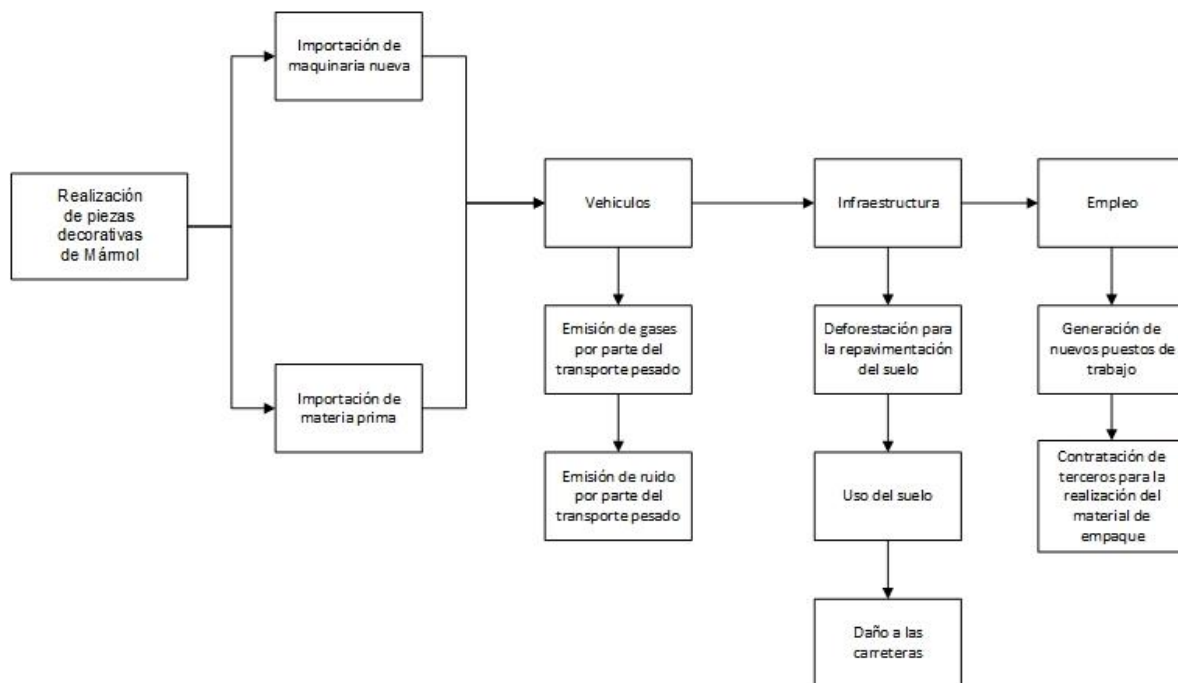 Realización
de piezas
decorativas
de Mármol
Importación de
maquinaria nueva
Importación de
materia prima
Vehiculos
Emisión de gases
por parte del
transporte pesado
Emisión de ruido
por parte del
transporte pesado
Infraestructura
Deforestación para
la repavimentación
del suelo
Uso del suelo
Daño a las
carreteras
Empleo
Generación de
nuevos puestos de
trabajo
Contratación de
terceros para la
realización del
material de
empaque